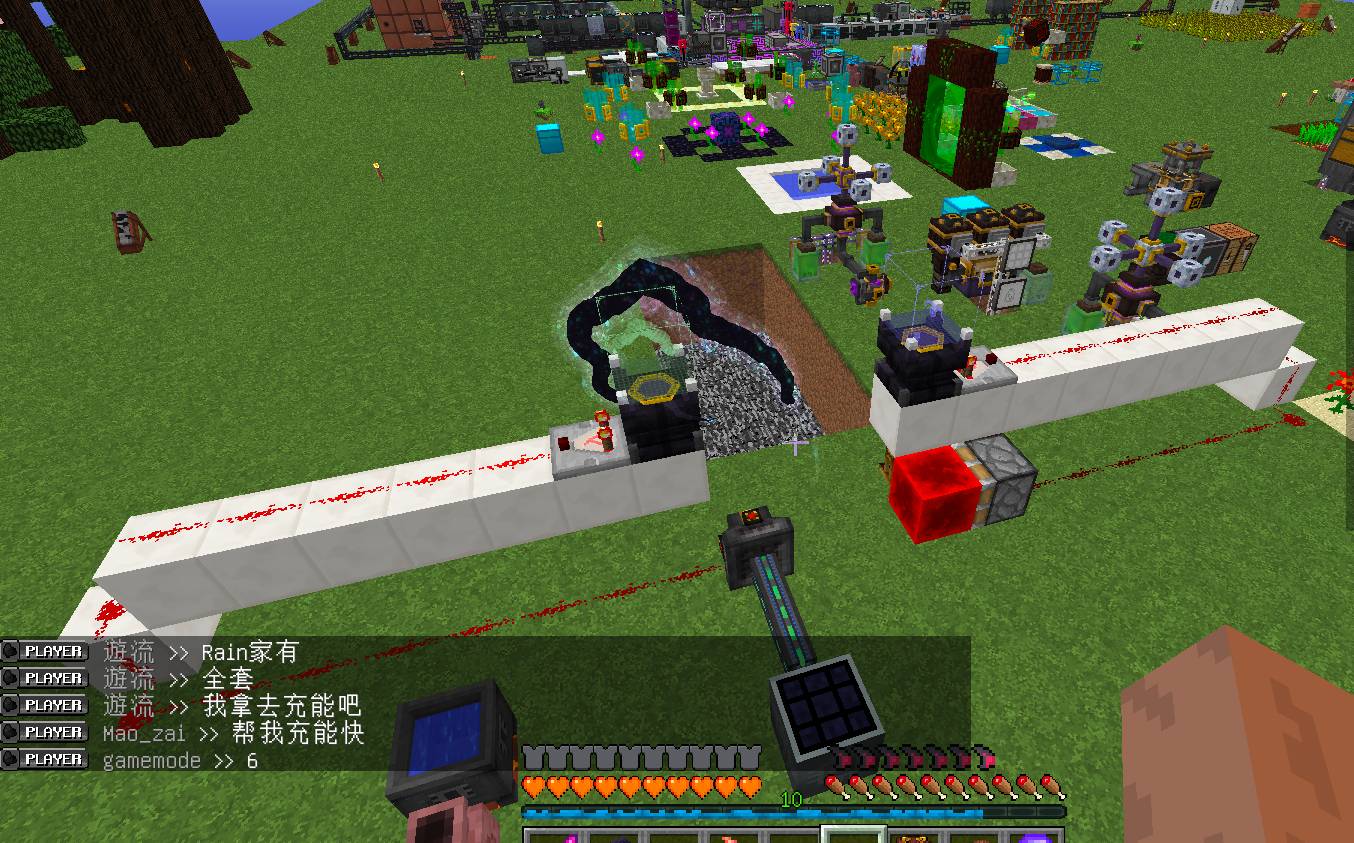 PLAYER 遊流 >> Rain家有
PLAYER 遊流 >> 全套
PLAYER 遊流 >> 我拿去充能吧
PLAYER Mao_zai >> 帮我充能快
PLAYER gamemode >> 6
10